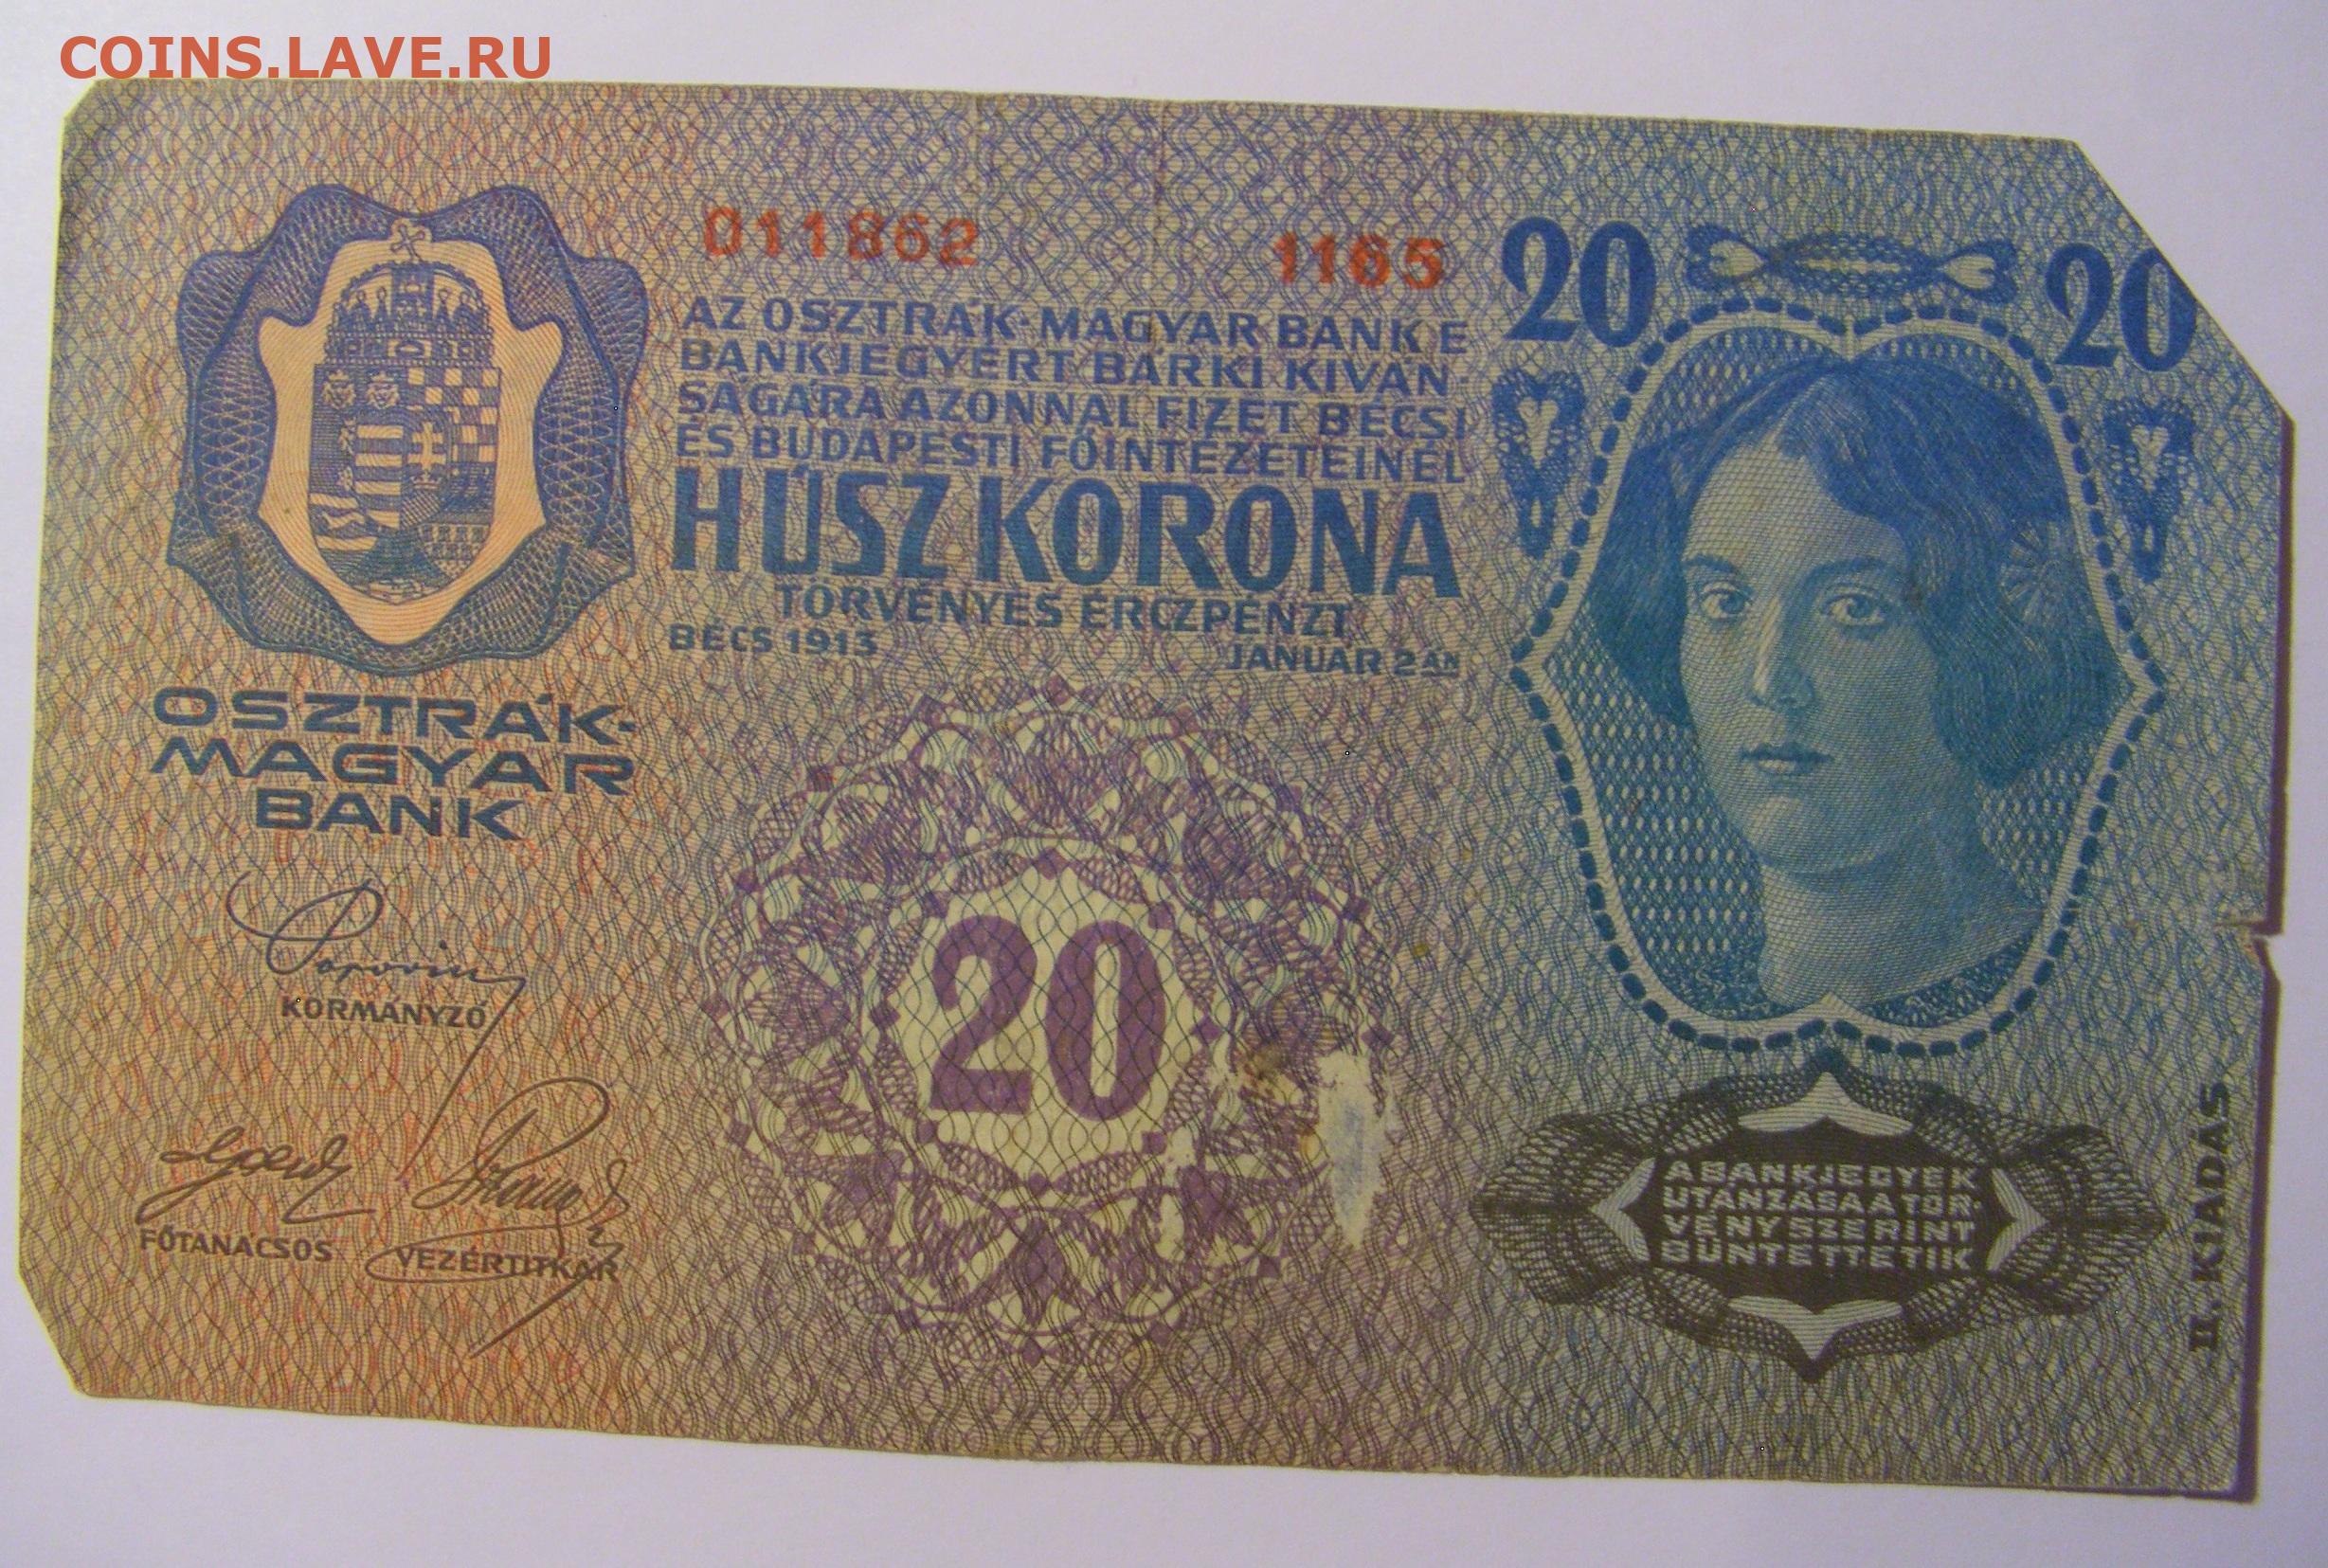 COINS.LAVE.RU
011862 1165
20 20
AZ OSZTRÁK-MAGYAR BANK E
BANKJEGYÉRT BÁRKI KIVÁN-
SÁGÁRA AZONNAL FIZET BÉCSI
ÉS BUDAPESTI FŐINTÉZETEINÉL
HÚSZ KORONA
TÖRVÉNYES ÉRCZPÉNZT
BÉCS 1913 JANUÁR 2ÁN
OSZTRÁK-
MAGYAR
BANK
20
KORMÁNYZÓ
FŐTANÁCSOS
VEZÉRTITKÁR
A BANKJEGYEK
UTÁNZÁSA A TÖR-
VÉNY SZERINT
BÜNTETTETIK
II. KIADÁS